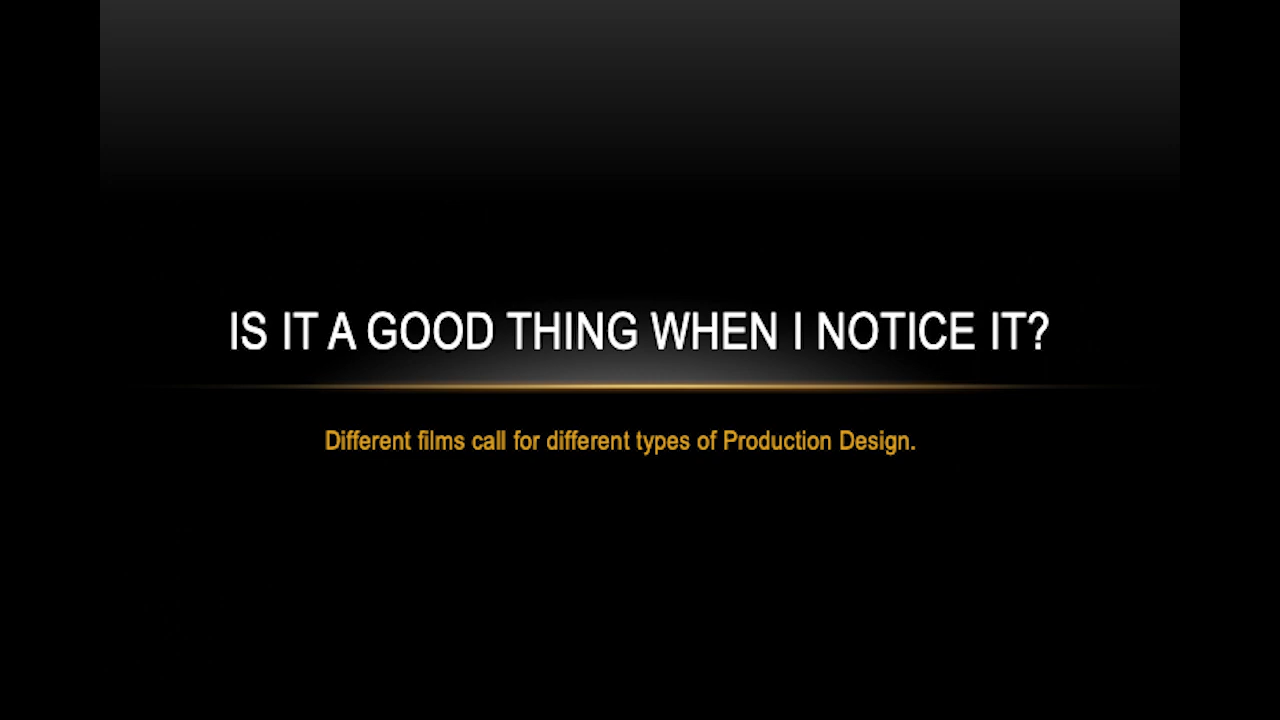 IS IT A GOOD THING WHEN I NOTICE IT?
Different films call for different types of Production Design.